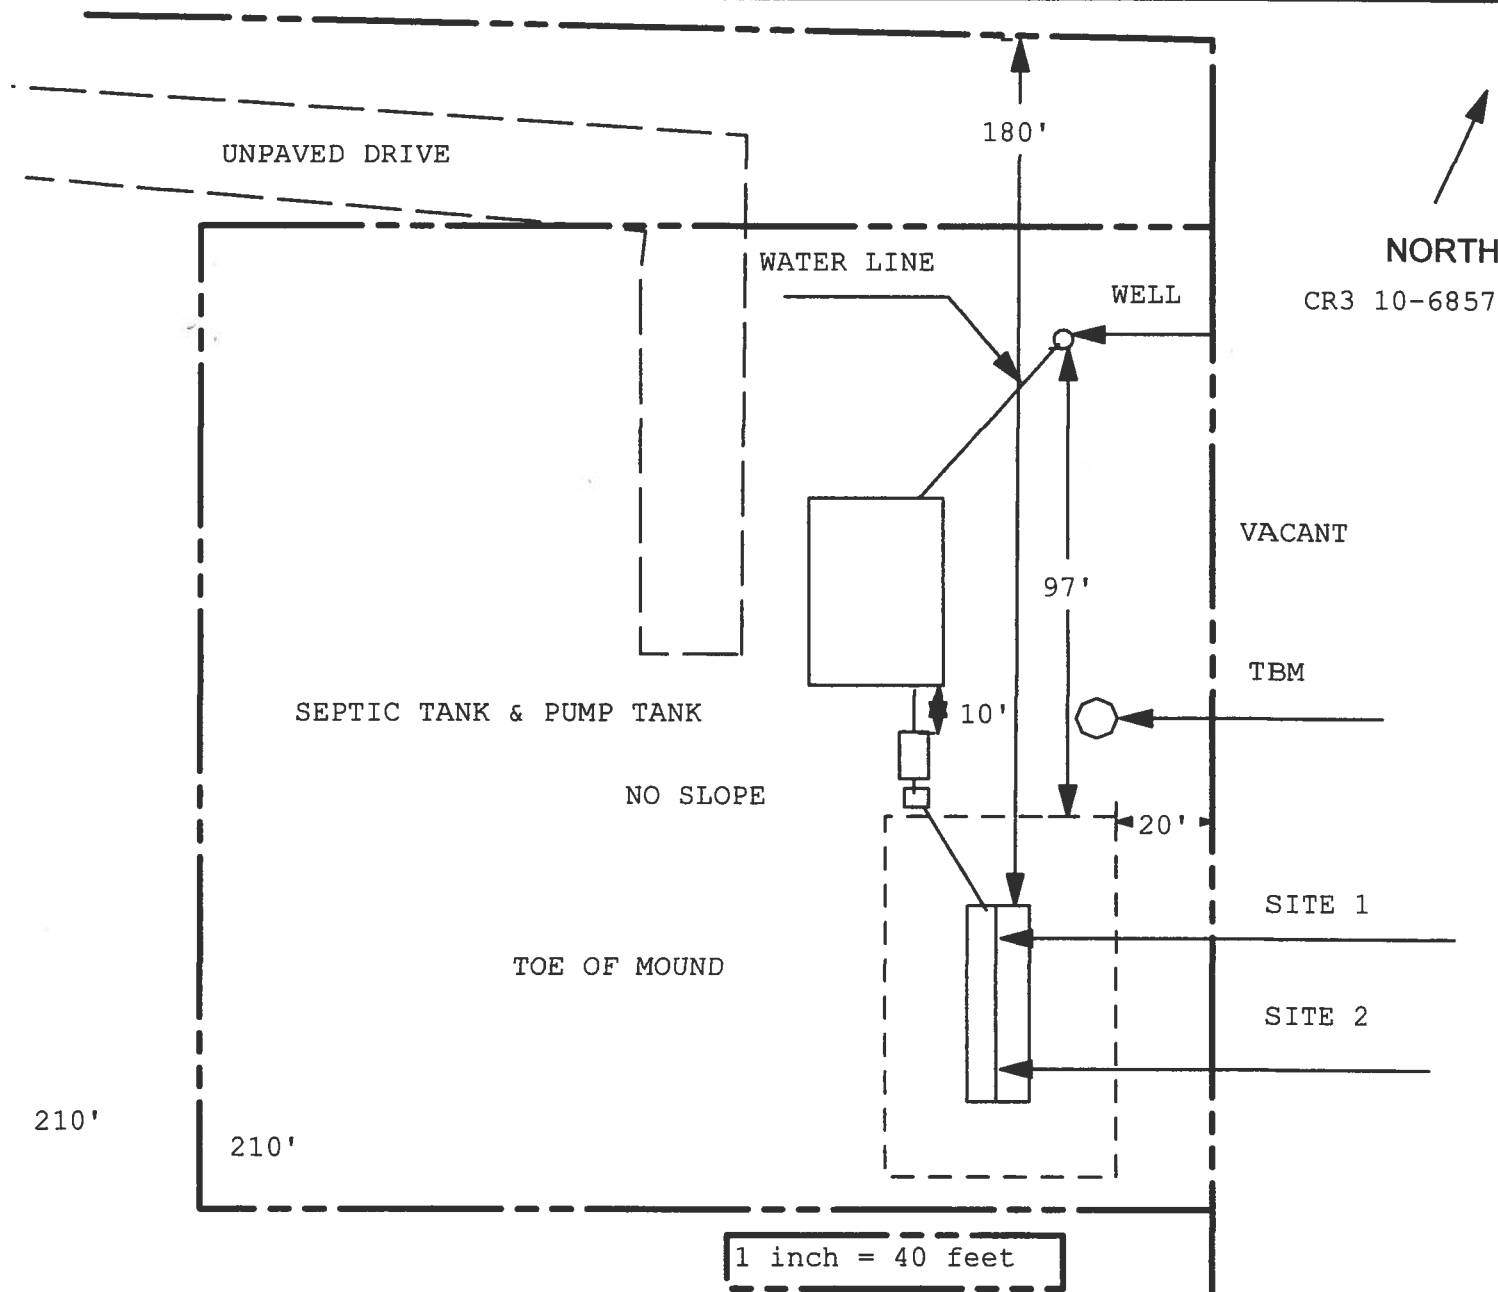 180'
UNPAVED DRIVE
NORTH
WATER LINE
WELL
CR3 10-6857
VACANT
97'
TBM
SEPTIC TANK & PUMP TANK
10'
NO SLOPE
20'
SITE 1
TOE OF MOUND
SITE 2
210'
210'
1 inch = 40 feet